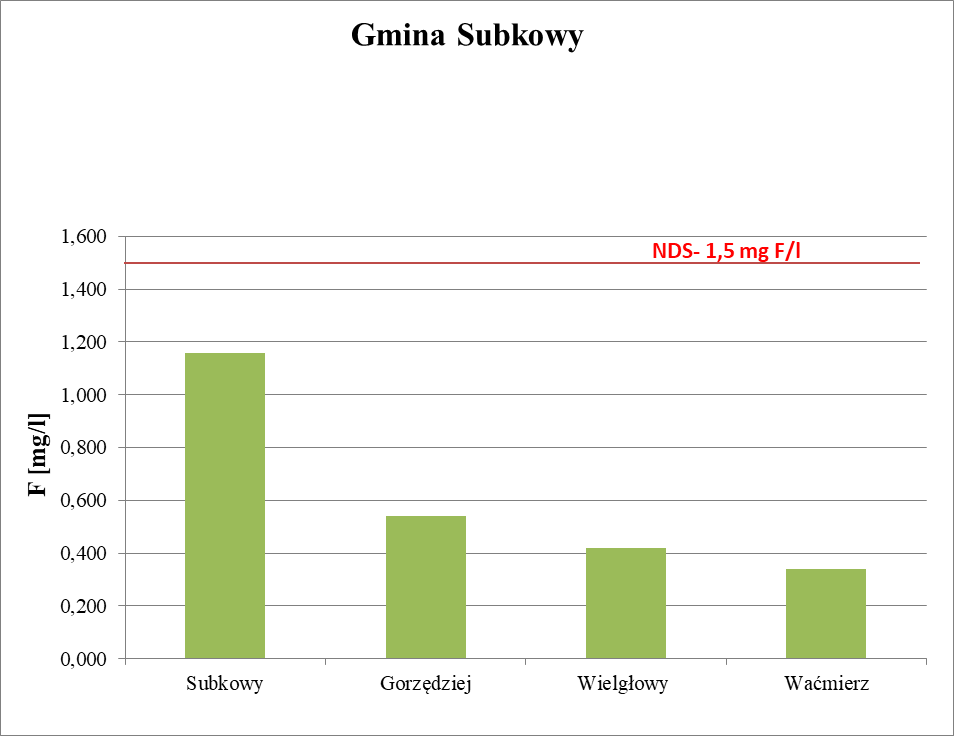 Gmina Subkowy
NDS- 1,5 mg F/l
F [mg/l]
1,600
1,400
1,200
1,000
0,800
0,600
0,400
0,200
0,000
Subkowy
Gorzędziej
Wielgłowy
Waćmierz